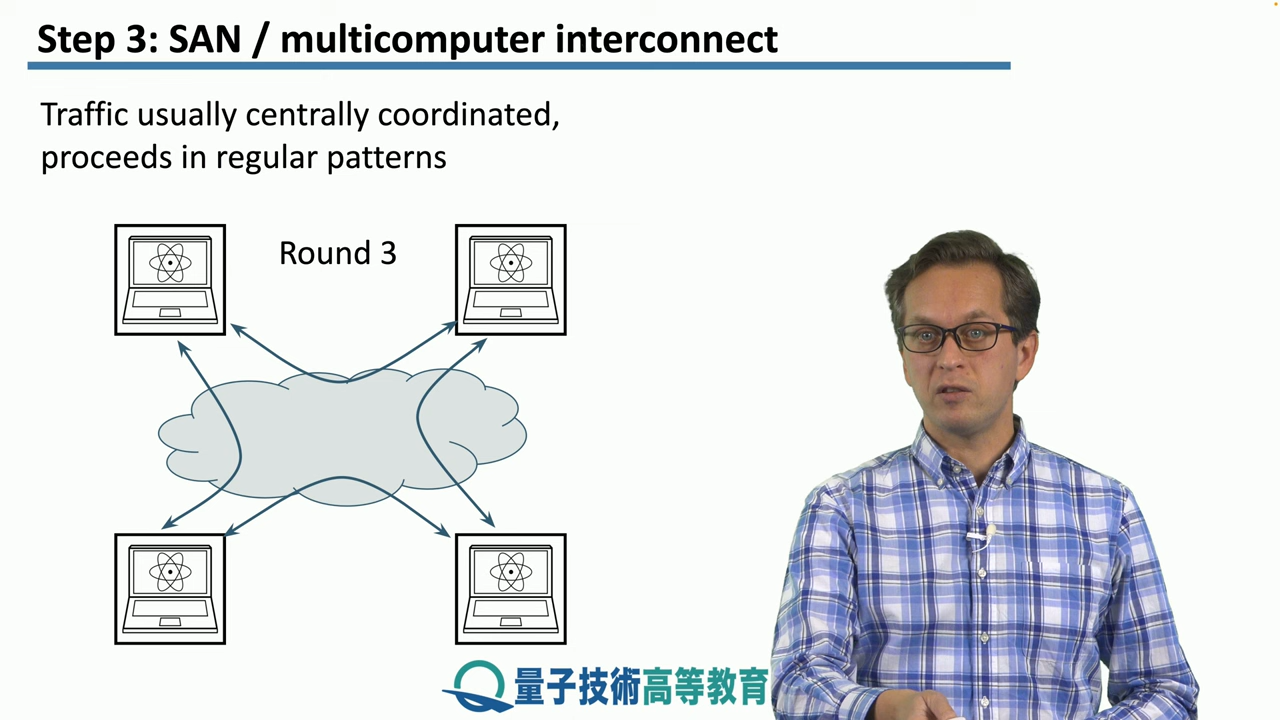 Step 3: SAN / multicomputer interconnect
Traffic usually centrally coordinated,
proceeds in regular patterns
Round 3
量子技術高等教育